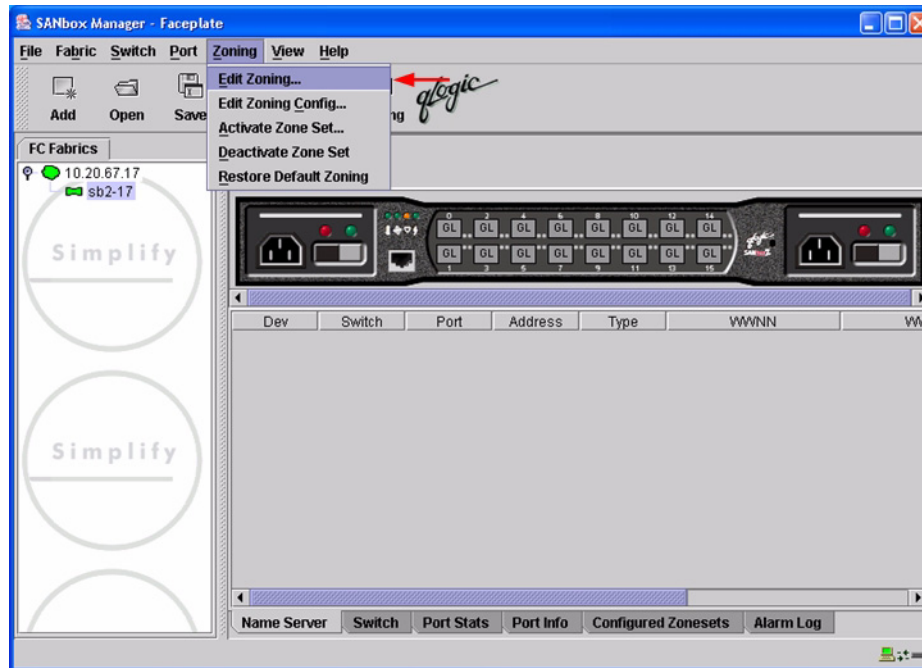 SANbox Manager - Faceplate
File Fabric Switch Port Zoning View Help
Edit Zoning...
Edit Zoning Config...
Activate Zone Set...
Deactivate Zone Set
Restore Default Zoning
Add Open Save ng
qlogic
FC Fabrics
10.20.67.17
sb2-17
Simplify
Simplify
0 2 4 6 8 10 12 14
GL GL GL GL GL GL GL GL
GL GL GL GL GL GL GL GL
1 3 5 7 9 11 13 15
Dev Switch Port Address Type WWNN
Name Server Switch Port Stats Port Info Configured Zonesets Alarm Log